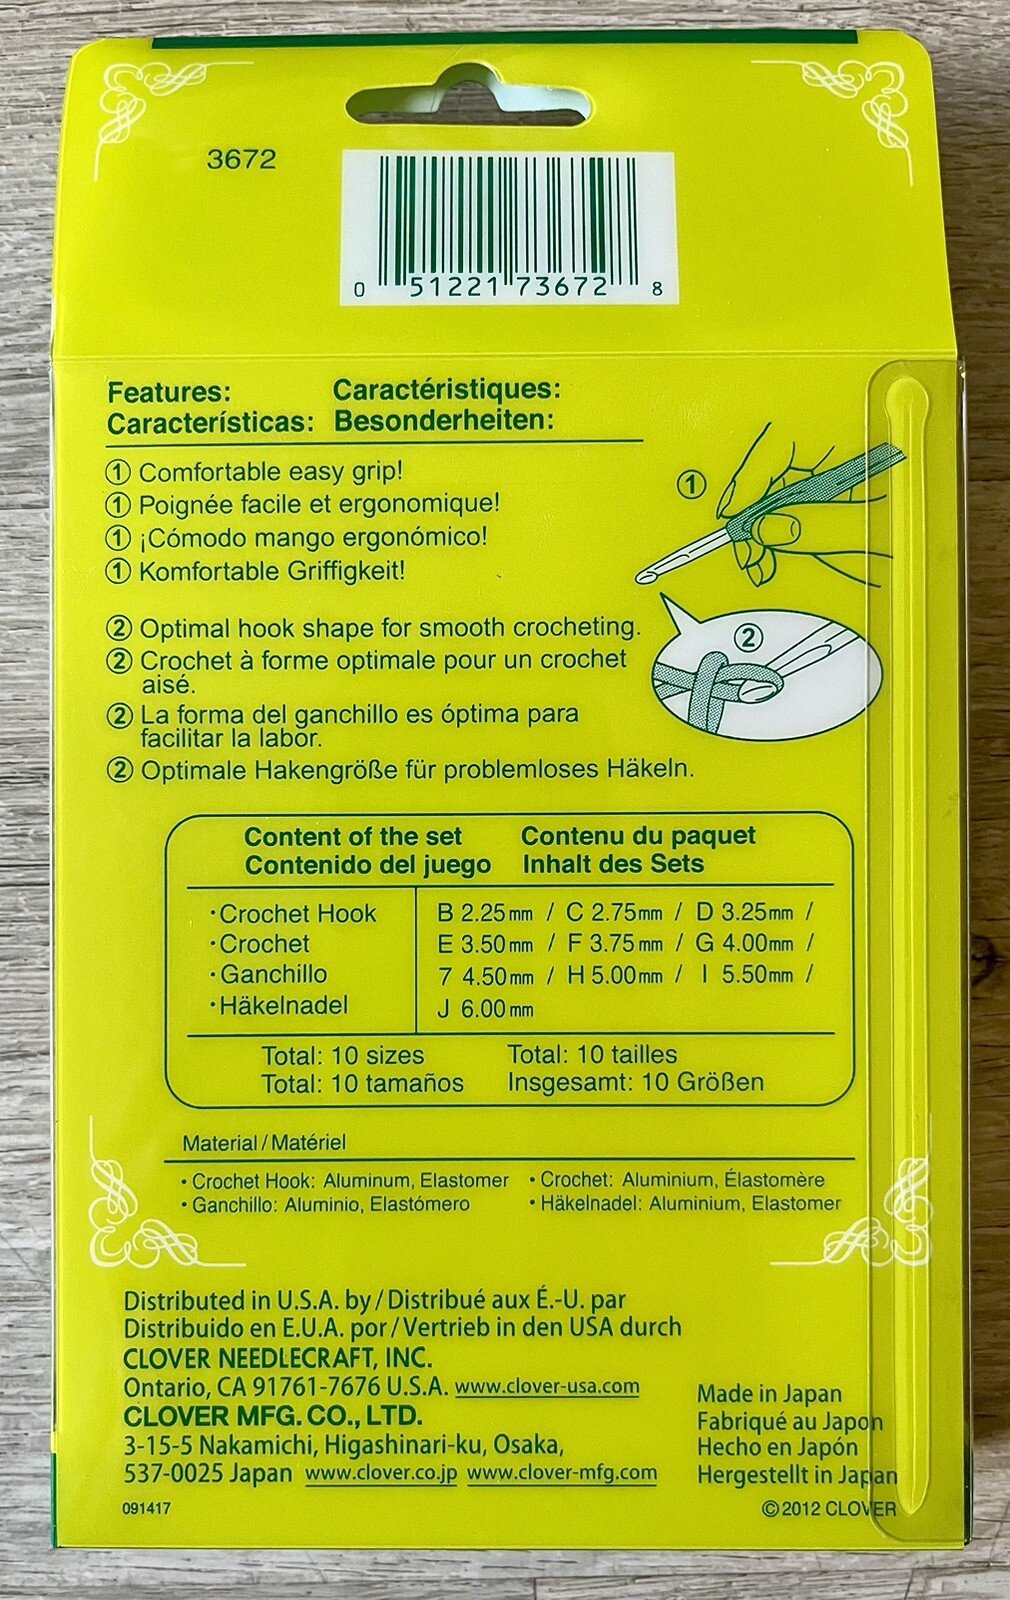 3672
0 51221 73672 8
Features: Caractéristiques:
Características: Besonderheiten:
① Comfortable easy grip!
① Poignée facile et ergonomique!
① ¡Cómodo mango ergonómico!
① Komfortable Griffigkeit!
①
② Optimal hook shape for smooth crocheting.
② Crochet à forme optimale pour un crochet
aisé.
② La forma del ganchillo es óptima para
facilitar la labor.
② Optimale Hakengröße für problemloses Häkeln.
②
Content of the set Contenu du paquet
Contenido del juego Inhalt des Sets
・Crochet Hook B 2.25mm / C 2.75mm / D 3.25mm /
・Crochet E 3.50mm / F 3.75mm / G 4.00mm /
・Ganchillo 7 4.50mm / H 5.00mm / I 5.50mm /
・Häkelnadel J 6.00mm
Total: 10 sizes Total: 10 tailles
Total: 10 tamaños Insgesamt: 10 Größen
Material / Matériel
• Crochet Hook: Aluminum, Elastomer • Crochet: Aluminium, Élastomère
• Ganchillo: Aluminio, Elastómero • Häkelnadel: Aluminium, Elastomer
Distributed in U.S.A. by / Distribué aux É.-U. par
Distribuido en E.U.A. por / Vertrieb in den USA durch
CLOVER NEEDLECRAFT, INC.
Ontario, CA 91761-7676 U.S.A. www.clover-usa.com
CLOVER MFG. CO., LTD.
3-15-5 Nakamichi, Higashinari-ku, Osaka,
537-0025 Japan www.clover.co.jp www.clover-mfg.com
Made in Japan
Fabriqué au Japon
Hecho en Japón
Hergestellt in Japan
091417
© 2012 CLOVER